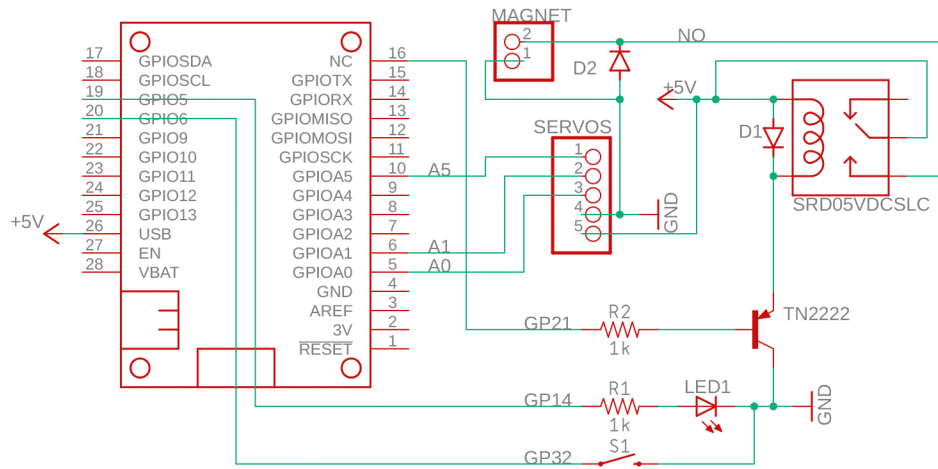 MAGNET
2
1
NO
D2
+5V
D1
SRD05VDCSLC
SERVOS
1
2
3
4
5
GND
17 GPIOSDA
18 GPIOSCL
19 GPIO5
20 GPIO6
21 GPIO9
22 GPIO10
23 GPIO11
24 GPIO12
25 GPIO13
26 USB
27 EN
28 VBAT
+5V
NC 16
GPIOTX 15
GPIORX 14
GPIOMISO 13
GPIOMOSI 12
GPIOSCK 11
GPIOA5 10
GPIOA4 9
GPIOA3 8
GPIOA2 7
GPIOA1 6
GPIOA0 5
GND 4
AREF 3
3V 2
RESET 1
A5
A1
A0
GP21
R2
1k
TN2222
GP14
R1
1k
LED1
GND
GP32
S1